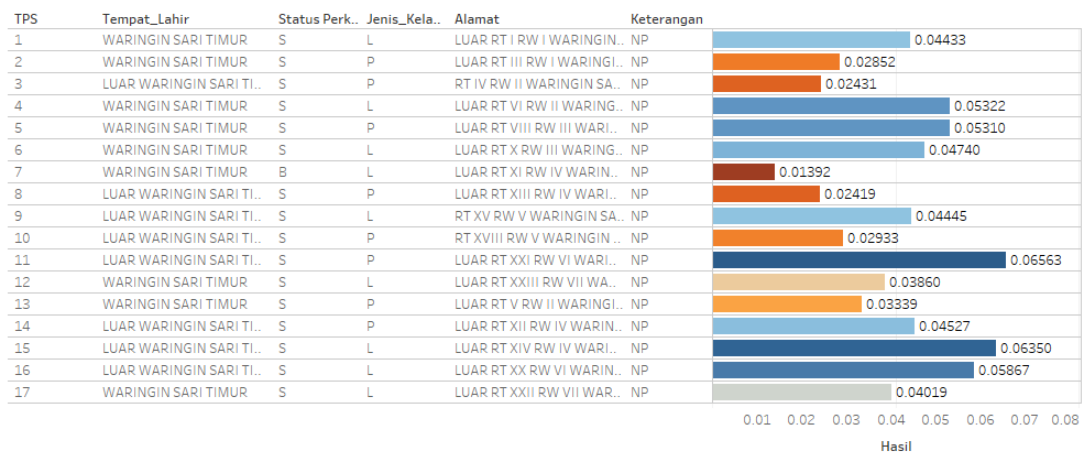 TPS Tempat_Lahir Status Perk.. Jenis_Kela.. Alamat Keterangan
1 WARINGIN SARI TIMUR S L LUAR RT I RW I WARINGIN.. NP 0.04433
2 WARINGIN SARI TIMUR S P LUAR RT III RW I WARINGI.. NP 0.02852
3 LUAR WARINGIN SARI TI.. S P RT IV RW II WARINGIN SA.. NP 0.02431
4 WARINGIN SARI TIMUR S L LUAR RT VI RW II WARING.. NP 0.05322
5 WARINGIN SARI TIMUR S P LUAR RT VIII RW III WARI.. NP 0.05310
6 WARINGIN SARI TIMUR S L LUAR RT X RW III WARING.. NP 0.04740
7 WARINGIN SARI TIMUR B L LUAR RT XI RW IV WARIN.. NP 0.01392
8 LUAR WARINGIN SARI TI.. S P LUAR RT XIII RW IV WARI.. NP 0.02419
9 LUAR WARINGIN SARI TI.. S L RT XV RW V WARINGIN SA.. NP 0.04445
10 LUAR WARINGIN SARI TI.. S P RT XVIII RW V WARINGIN .. NP 0.02933
11 LUAR WARINGIN SARI TI.. S P LUAR RT XXI RW VI WARI.. NP 0.06563
12 WARINGIN SARI TIMUR S L LUAR RT XXIII RW VII WA.. NP 0.03860
13 WARINGIN SARI TIMUR S P LUAR RT V RW II WARINGI.. NP 0.03339
14 LUAR WARINGIN SARI TI.. S P LUAR RT XII RW IV WARIN.. NP 0.04527
15 LUAR WARINGIN SARI TI.. S L LUAR RT XIV RW IV WARI.. NP 0.06350
16 LUAR WARINGIN SARI TI.. S L LUAR RT XX RW VI WARIN.. NP 0.05867
17 WARINGIN SARI TIMUR S L LUAR RT XXII RW VII WAR.. NP 0.04019
0.01 0.02 0.03 0.04 0.05 0.06 0.07 0.08
Hasil